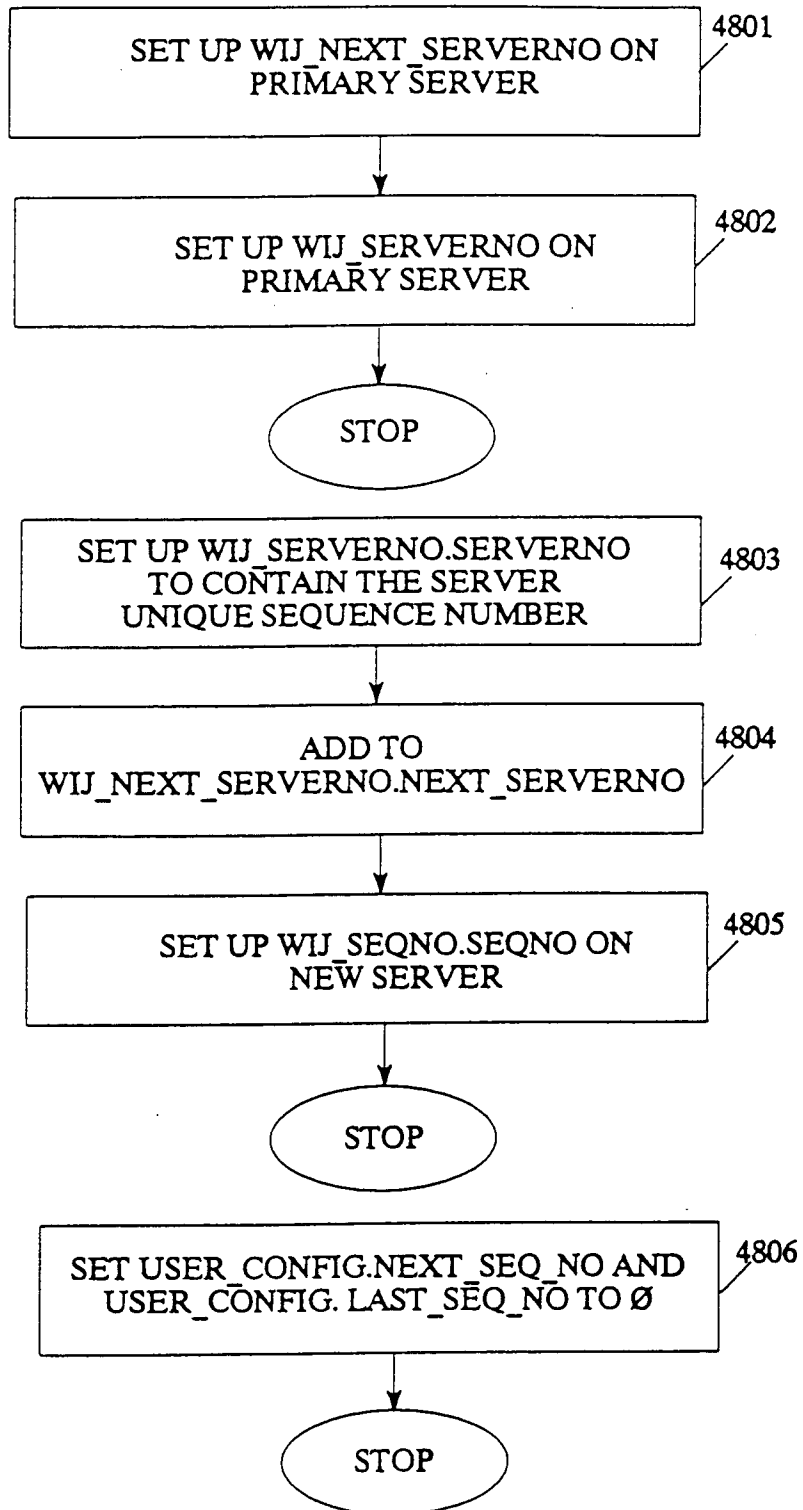 4801
SET UP WIJ_NEXT_SERVERNO ON
PRIMARY SERVER
4802
SET UP WIJ_SERVERNO ON
PRIMARY SERVER
STOP
SET UP WIJ_SERVERNO.SERVERNO
TO CONTAIN THE SERVER
UNIQUE SEQUENCE NUMBER
4803
ADD TO
WIJ_NEXT_SERVERNO.NEXT_SERVERNO
4804
SET UP WIJ_SEQNO.SEQNO ON
NEW SERVER
4805
STOP
SET USER_CONFIG.NEXT_SEQ_NO AND
USER_CONFIG. LAST_SEQ_NO TO Ø
4806
STOP